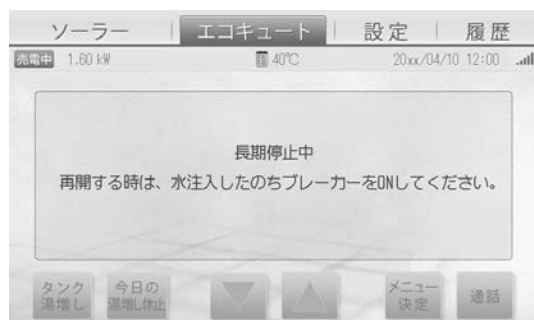 ソーラー エコキュート 設定 履歴
売電中 1.60 kW 40℃ 20xx/04/10 12:00
長期停止中
再開する時は、水注入したのちブレーカーをONしてください。
タンク 今日の メニュー 通話
湯増し 湯増し休止 決定